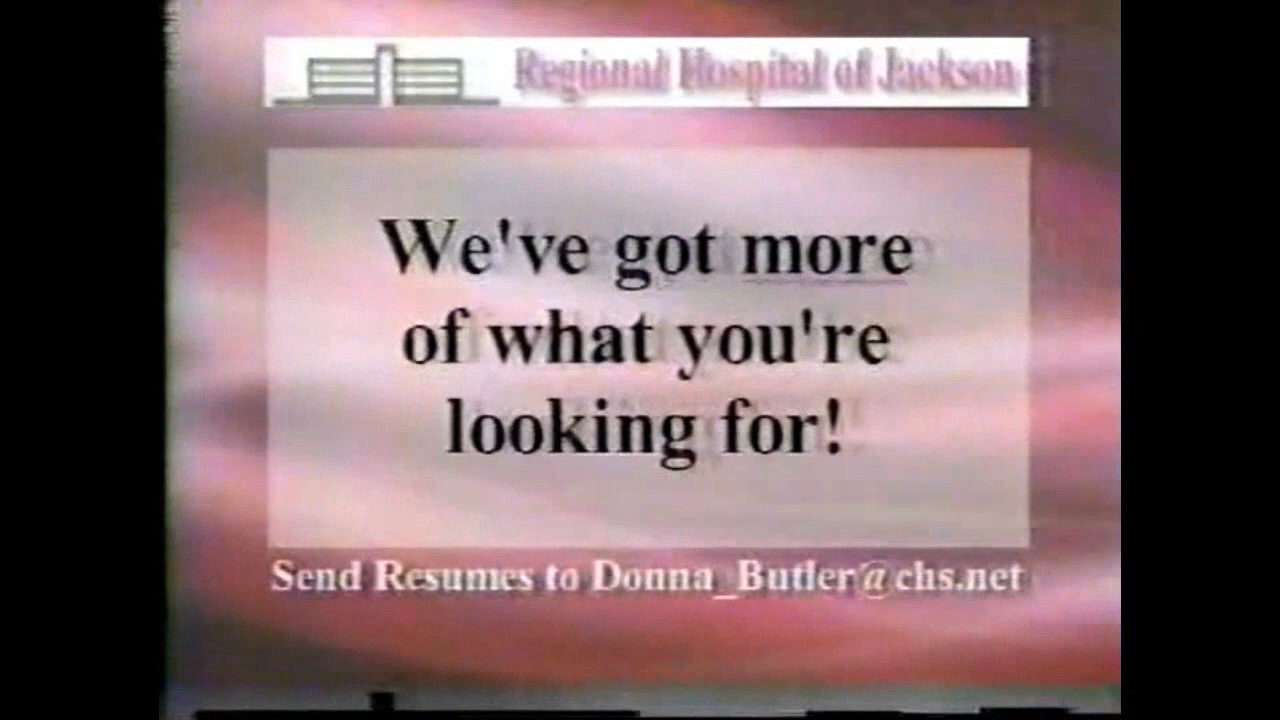 Regional Hospital of Jackson
We've got more
of what you're
looking for!
Send Resumes to Donna_Butler@chs.net